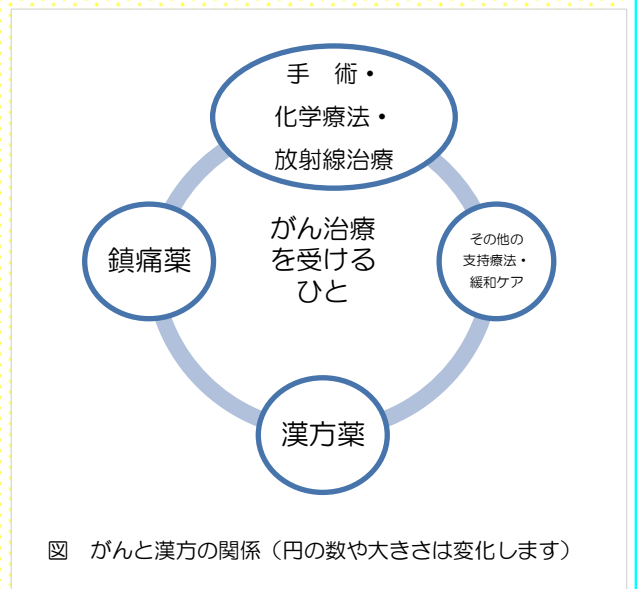 手　術・
化学療法・
放射線治療
がん治療
を受ける
ひと
鎮痛薬
その他の
支持療法・
緩和ケア
漢方薬
図　がんと漢方の関係（円の数や大きさは変化します）